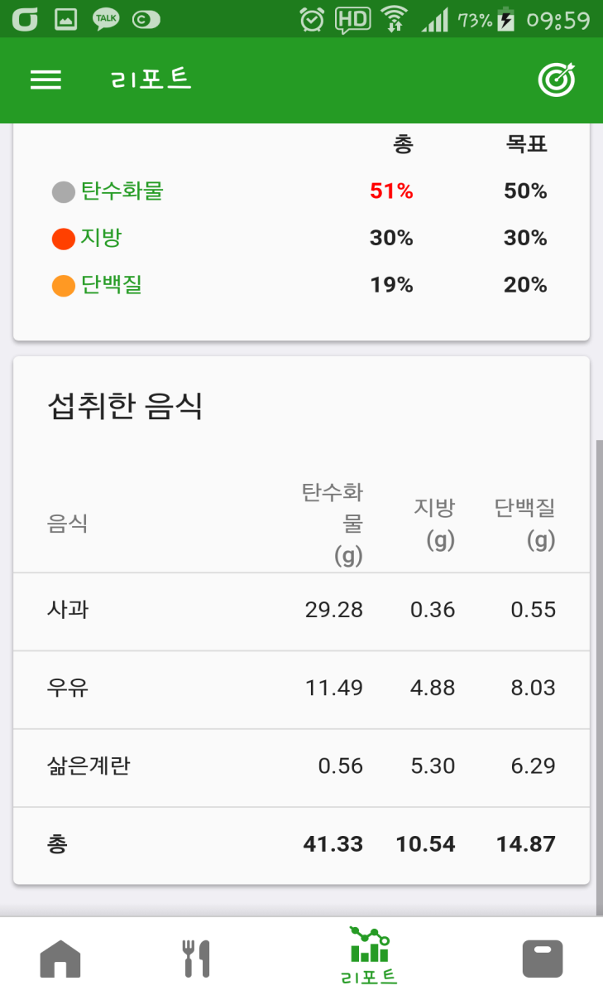 TALK C HD 73% 09:59
리포트
총 목표
탄수화물 51% 50%
지방 30% 30%
단백질 19% 20%
섭취한 음식
음식 탄수화물 (g) 지방 (g) 단백질 (g)
사과 29.28 0.36 0.55
우유 11.49 4.88 8.03
삶은계란 0.56 5.30 6.29
총 41.33 10.54 14.87
리포트